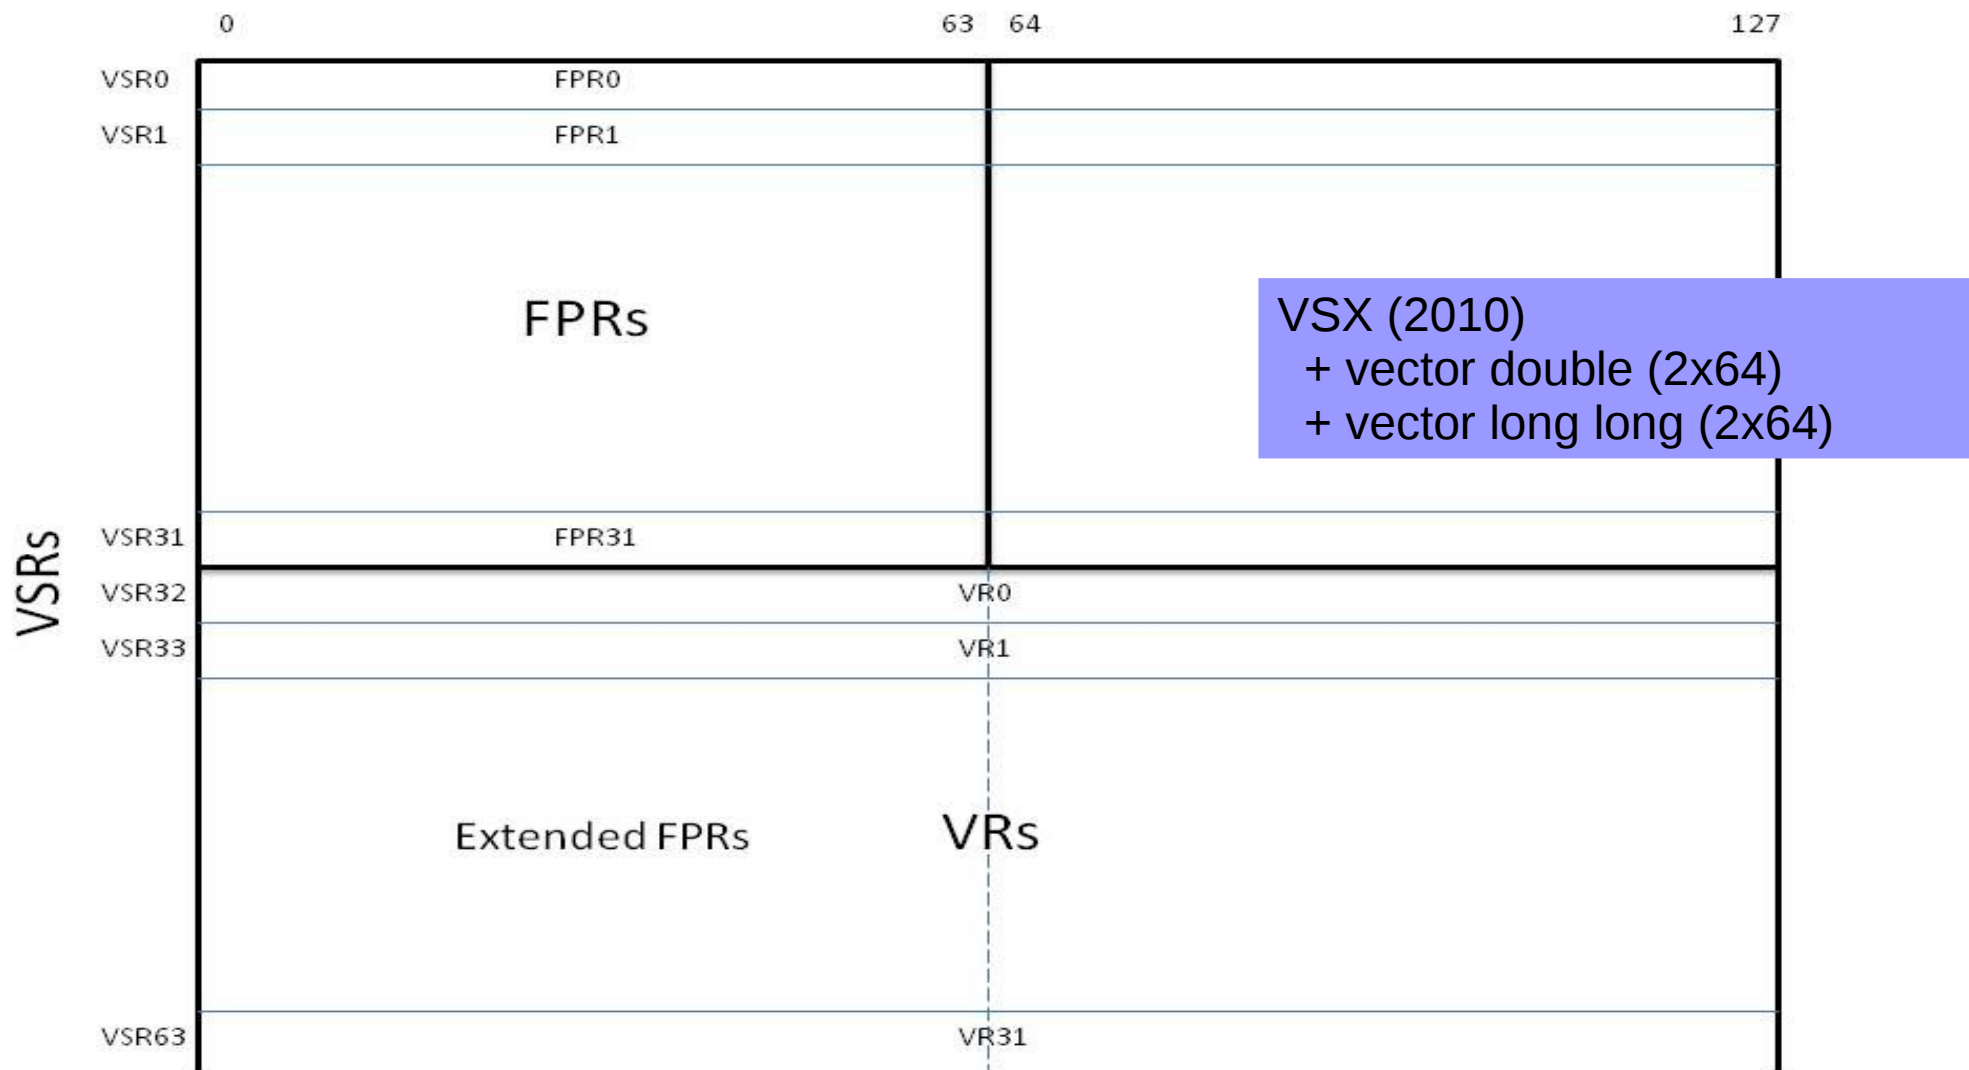 0 63 64 127
VSR0 FPR0
VSR1 FPR1
FPRs
VSX (2010)
+ vector double (2x64)
+ vector long long (2x64)
VSR31 FPR31
VSRs
VSR32 VR0
VSR33 VR1
Extended FPRs VRs
VSR63 VR31